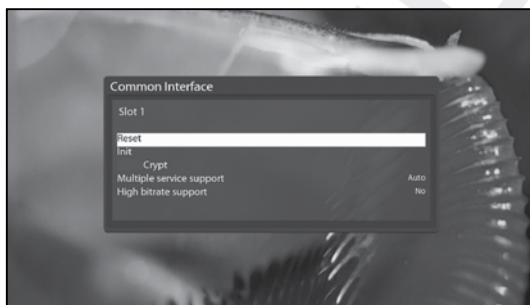 Common Interface
Slot 1
Reset
Init
Crypt
Multiple service support Auto
High bitrate support No